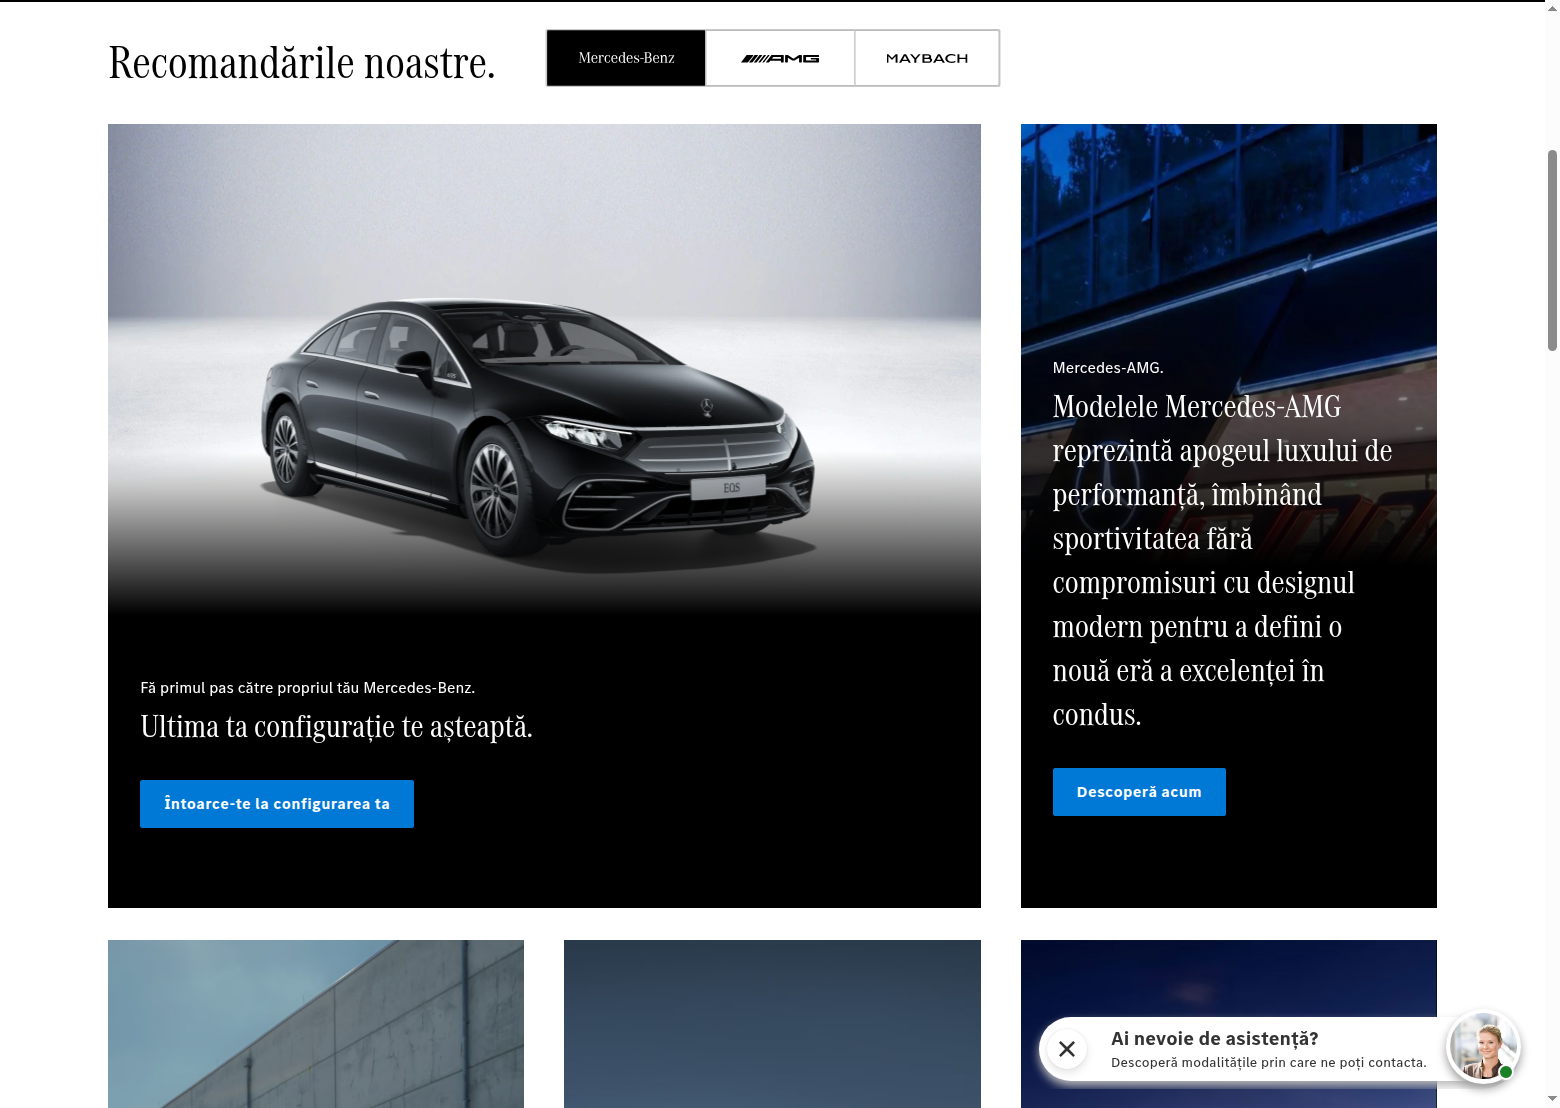 Recomandările noastre.
Mercedes-Benz
AMG
MAYBACH
EQS
Fă primul pas către propriul tău Mercedes-Benz.
Ultima ta configurație te așteaptă.
Întoarce-te la configurarea ta
Mercedes-AMG.
Modelele Mercedes-AMG
reprezintă apogeul luxului de
performanță, îmbinând
sportivitatea fără
compromisuri cu designul
modern pentru a defini o
nouă eră a excelenței în
condus.
Descoperă acum
Ai nevoie de asistență?
Descoperă modalitățile prin care ne poți contacta.